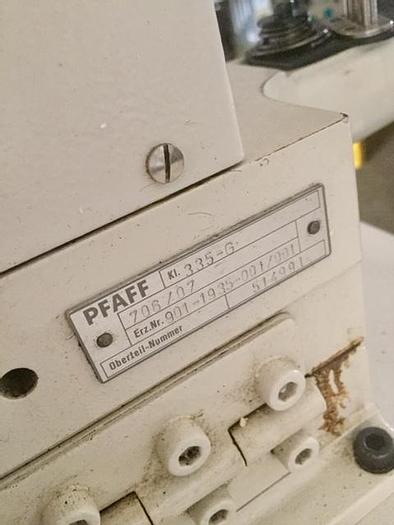 PFAFF Kl. 335-G-
706/07
Erz.Nr. 901-1935-001/001
Oberteil-Nummer 514991